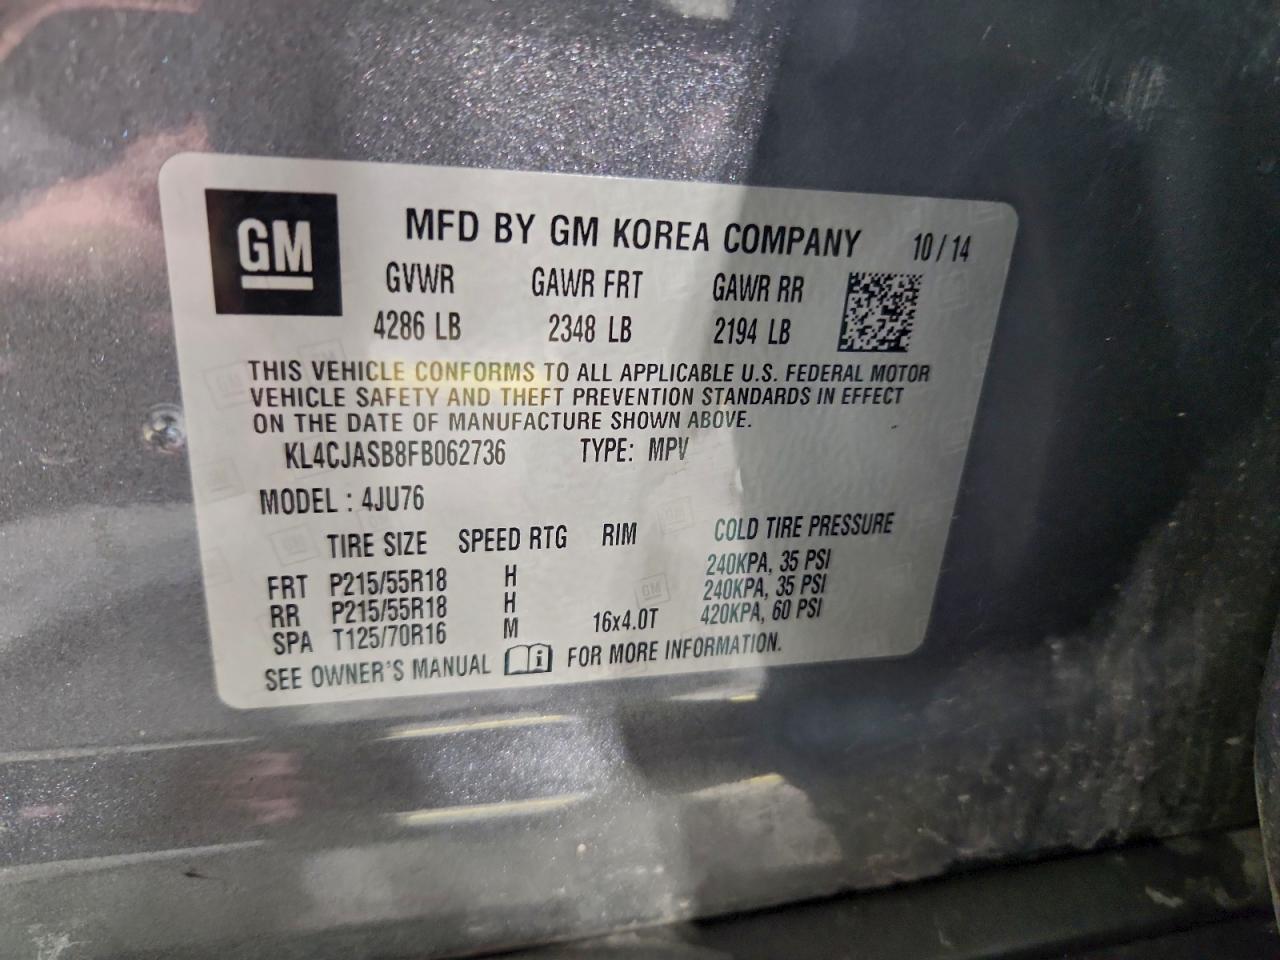 GM
MFD BY GM KOREA COMPANY 10/14
GVWR GAWR FRT GAWR RR
4286 LB 2348 LB 2194 LB
THIS VEHICLE CONFORMS TO ALL APPLICABLE U.S. FEDERAL MOTOR
VEHICLE SAFETY AND THEFT PREVENTION STANDARDS IN EFFECT
ON THE DATE OF MANUFACTURE SHOWN ABOVE.
KL4CJASB8FB062736 TYPE: MPV
MODEL : 4JU76
TIRE SIZE SPEED RTG RIM COLD TIRE PRESSURE
FRT P215/55R18 H 240KPA, 35 PSI
RR P215/55R18 H 240KPA, 35 PSI
SPA T125/70R16 M 16x4.0T 420KPA, 60 PSI
SEE OWNER'S MANUAL i FOR MORE INFORMATION.